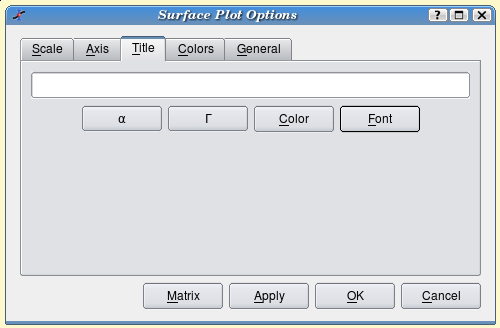 Surface Plot Options ?
Scale Axis Title Colors General
α Γ Color Font
Matrix Apply OK Cancel